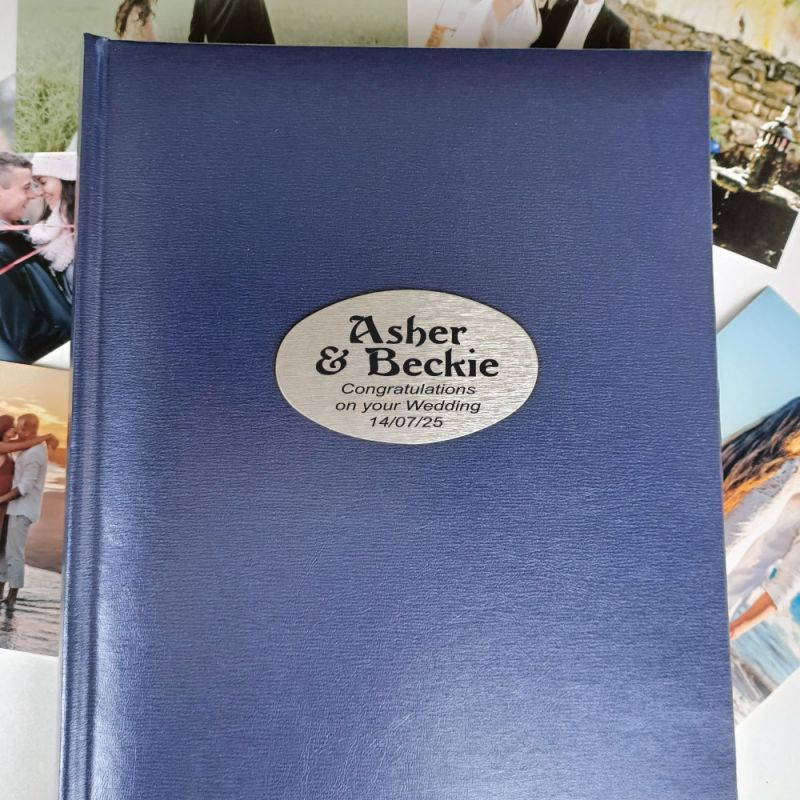 Asher
& Beckie
Congratulations
on your Wedding
14/07/25